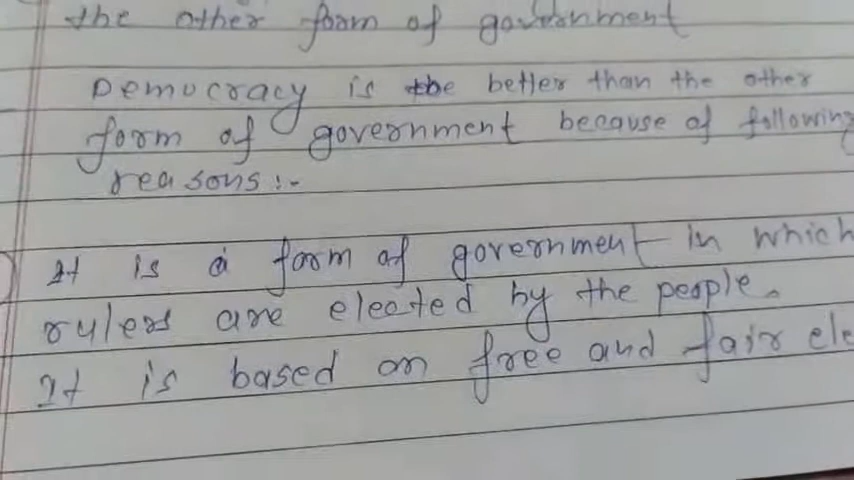 the other form of government
Democracy is the better than the other
form of government because of following
reasons :-
It is a form of government in which
rulers are elected by the people.
It is based on free and fair ele